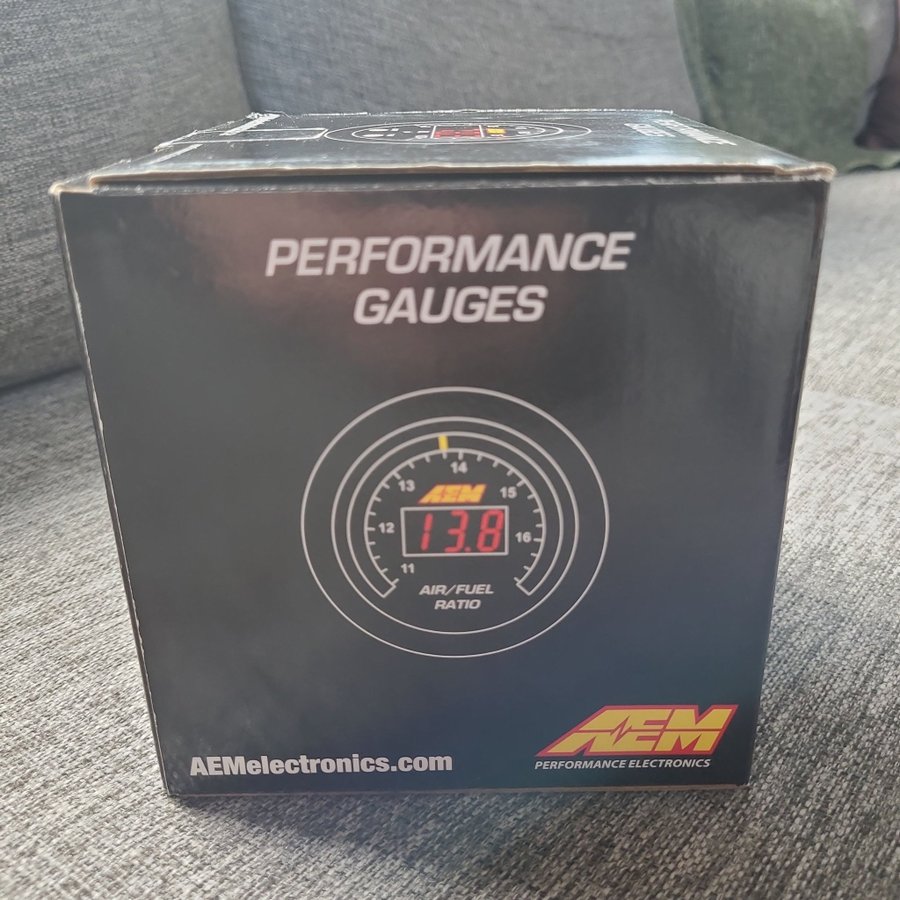 PERFORMANCE
GAUGES
14
13
15
AEM
12
13.8
16
11
AIR/FUEL
RATIO
AEM
AEMelectronics.com
PERFORMANCE ELECTRONICS